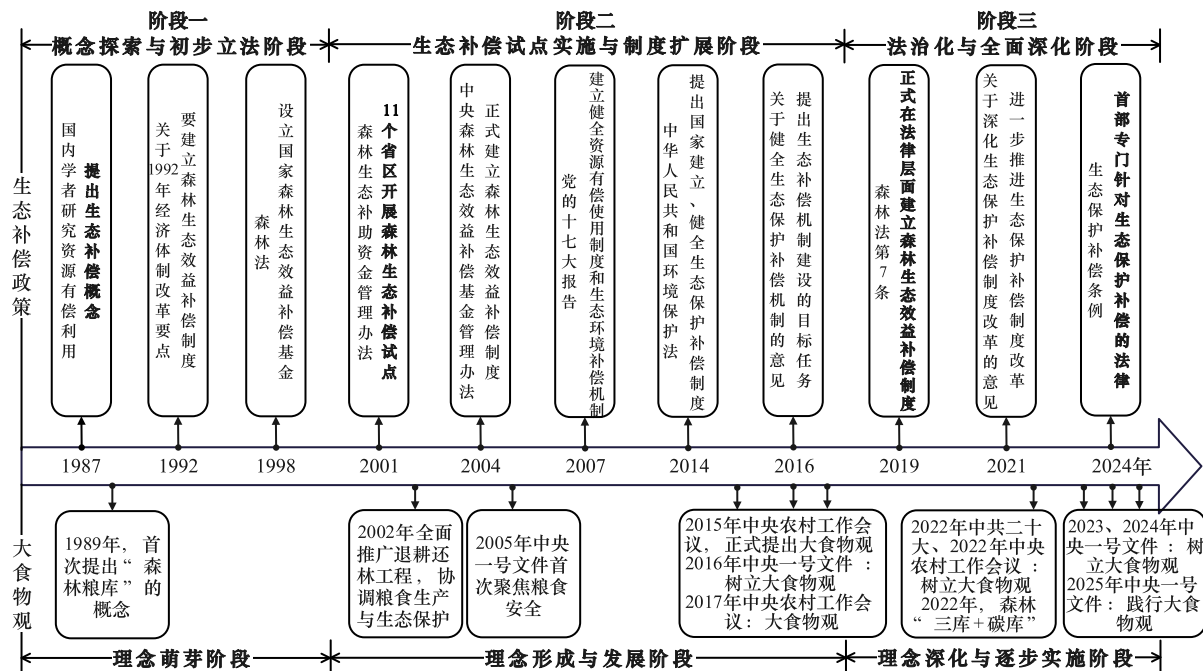 阶段一
概念探索与初步立法阶段
阶段二
生态补偿试点实施与制度扩展阶段
阶段三
法治化与全面深化阶段
生态补偿政策
提出生态补偿概念
国内学者研究资源有偿利用
要建立森林生态效益补偿制度
关于1992年经济体制改革要点
设立国家森林生态效益补偿基金
森林法
11个省区开展森林生态补偿试点
森林生态补助资金管理办法
正式建立森林生态效益补偿制度
中央森林生态效益补偿基金管理办法
建立健全资源有偿使用制度和生态环境补偿机制
党的十七大报告
提出国家建立、健全生态保护补偿制度
中华人民共和国环境保护法
提出生态补偿机制建设的目标任务
关于健全生态保护补偿机制的意见
正式在法律层面建立森林生态效益补偿制度
森林法第7条
进一步推进生态保护补偿制度改革
关于深化生态保护补偿制度改革的意见
首部专门针对生态保护补偿的法律
生态保护补偿条例
1987
1992
1998
2001
2004
2007
2014
2016
2019
2021
2024年
大食物观
1989年，首
次提出“森
林粮库”的
概念
2002年全面
推广退耕还
林工程，协
调粮食生产
与生态保护
2005年中央
一号文件首
次聚焦粮食
安全
2015年中央农村工作会
议，正式提出大食物观
2016年中央一号文件：
树立大食物观
2017年中央农村工作会
议：大食物观
2022年中共二十
大、2022年中央
农村工作会议：
树立大食物观
2022年，森林
“三库+碳库”
2023、2024年中
央一号文件：树
立大食物观
2025年中央一号
文件：践行大食
物观
理念萌芽阶段
理念形成与发展阶段
理念深化与逐步实施阶段